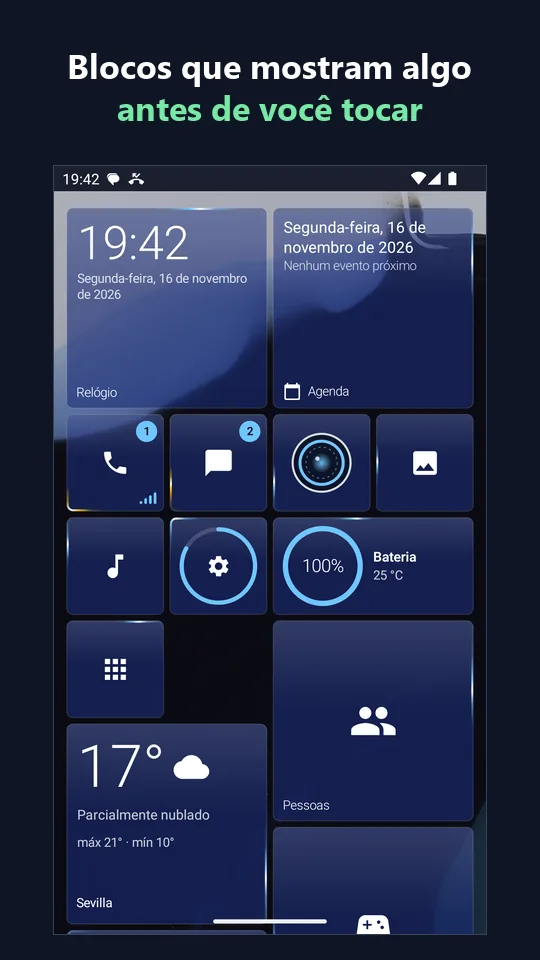 Blocos que mostram algo
antes de você tocar
19:42
19:42
Segunda-feira, 16 de novembro
de 2026
Relógio
Segunda-feira, 16 de
novembro de 2026
Nenhum evento próximo
Agenda
1
2
100%
Bateria
25 °C
Pessoas
17°
Parcialmente nublado
máx 21° · mín 10°
Sevilla